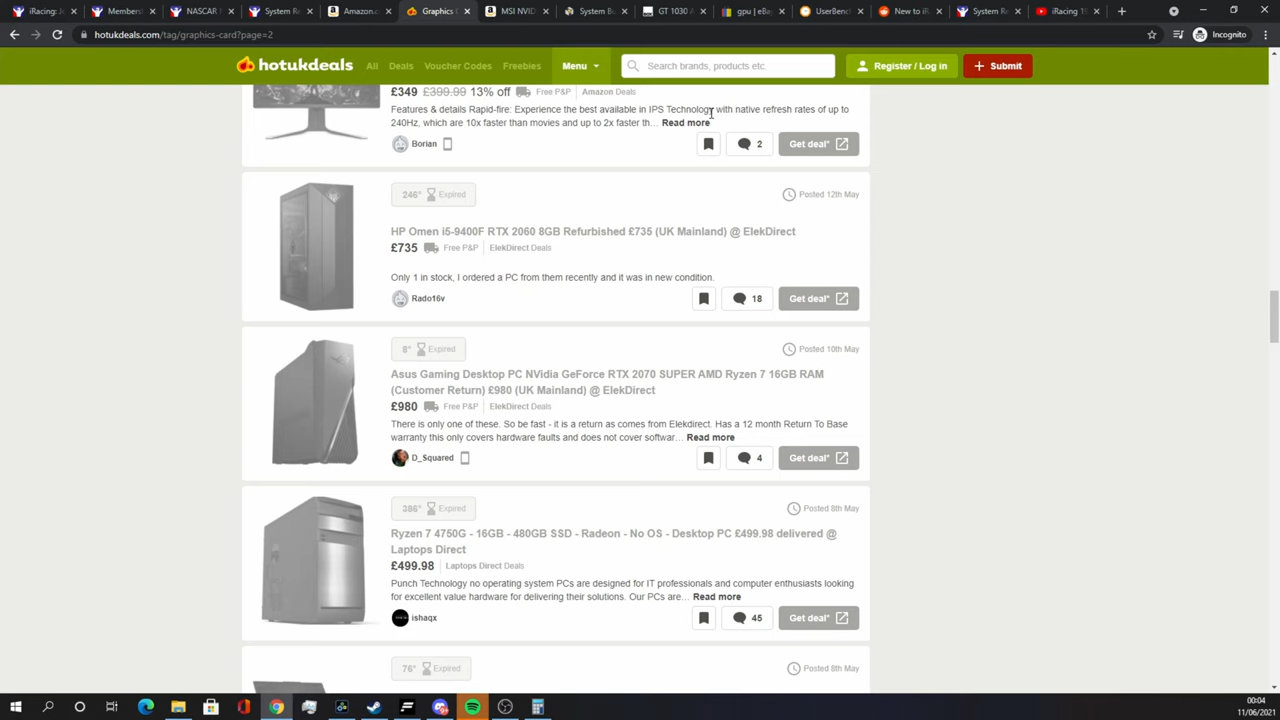 iRacing: J
Members
NASCAR
System Re
Amazon.c
Graphics C
MSI NVID
System Bu
GT 1030
gpu | eBay
UserBenc
New to iR
System Re
iRacing 1
hotukdeals.com/tag/graphics-card?page=2
Incognito
hotukdeals
All
Deals
Voucher Codes
Freebies
Menu
Search brands, products etc.
Register / Log in
Submit
£349 £399.99 13% off Free P&P Amazon Deals
Features & details Rapid-fire: Experience the best available in IPS Technology with native refresh rates of up to
240Hz, which are 10x faster than movies and up to 2x faster th... Read more
Borian
2
Get deal*
246° Expired
Posted 12th May
HP Omen i5-9400F RTX 2060 8GB Refurbished £735 (UK Mainland) @ ElekDirect
£735 Free P&P ElekDirect Deals
Only 1 in stock, I ordered a PC from them recently and it was in new condition.
Rado16v
18
Get deal*
8° Expired
Posted 10th May
Asus Gaming Desktop PC NVidia GeForce RTX 2070 SUPER AMD Ryzen 7 16GB RAM
(Customer Return) £980 (UK Mainland) @ ElekDirect
£980 Free P&P ElekDirect Deals
There is only one of these. So be fast - it is a return as comes from Elekdirect. Has a 12 month Return To Base
warranty this only covers hardware faults and does not cover softwar... Read more
D_Squared
4
Get deal*
386° Expired
Posted 8th May
Ryzen 7 4750G - 16GB - 480GB SSD - Radeon - No OS - Desktop PC £499.98 delivered @
Laptops Direct
£499.98 Laptops Direct Deals
Punch Technology no operating system PCs are designed for IT professionals and computer enthusiasts looking
for excellent value hardware for delivering their solutions. Our PCs are... Read more
ishaqx
45
Get deal*
76° Expired
Posted 8th May
00:04
11/06/2021